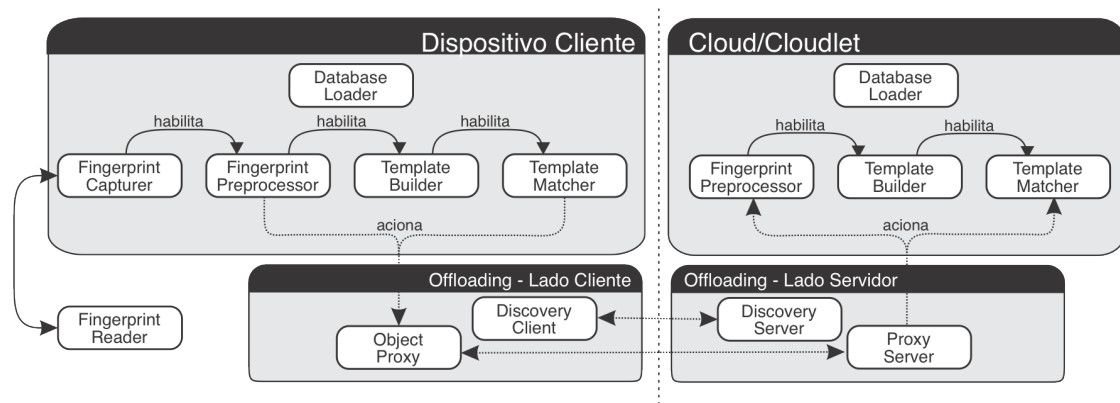 Dispositivo Cliente
Database
Loader
habilita
habilita
habilita
Fingerprint
Capturer
Fingerprint
Preprocessor
Template
Builder
Template
Matcher
aciona
Offloading - Lado Cliente
Discovery
Client
Object
Proxy
Fingerprint
Reader
Cloud/Cloudlet
Database
Loader
habilita
habilita
Fingerprint
Preprocessor
Template
Builder
Template
Matcher
aciona
Offloading - Lado Servidor
Discovery
Server
Proxy
Server